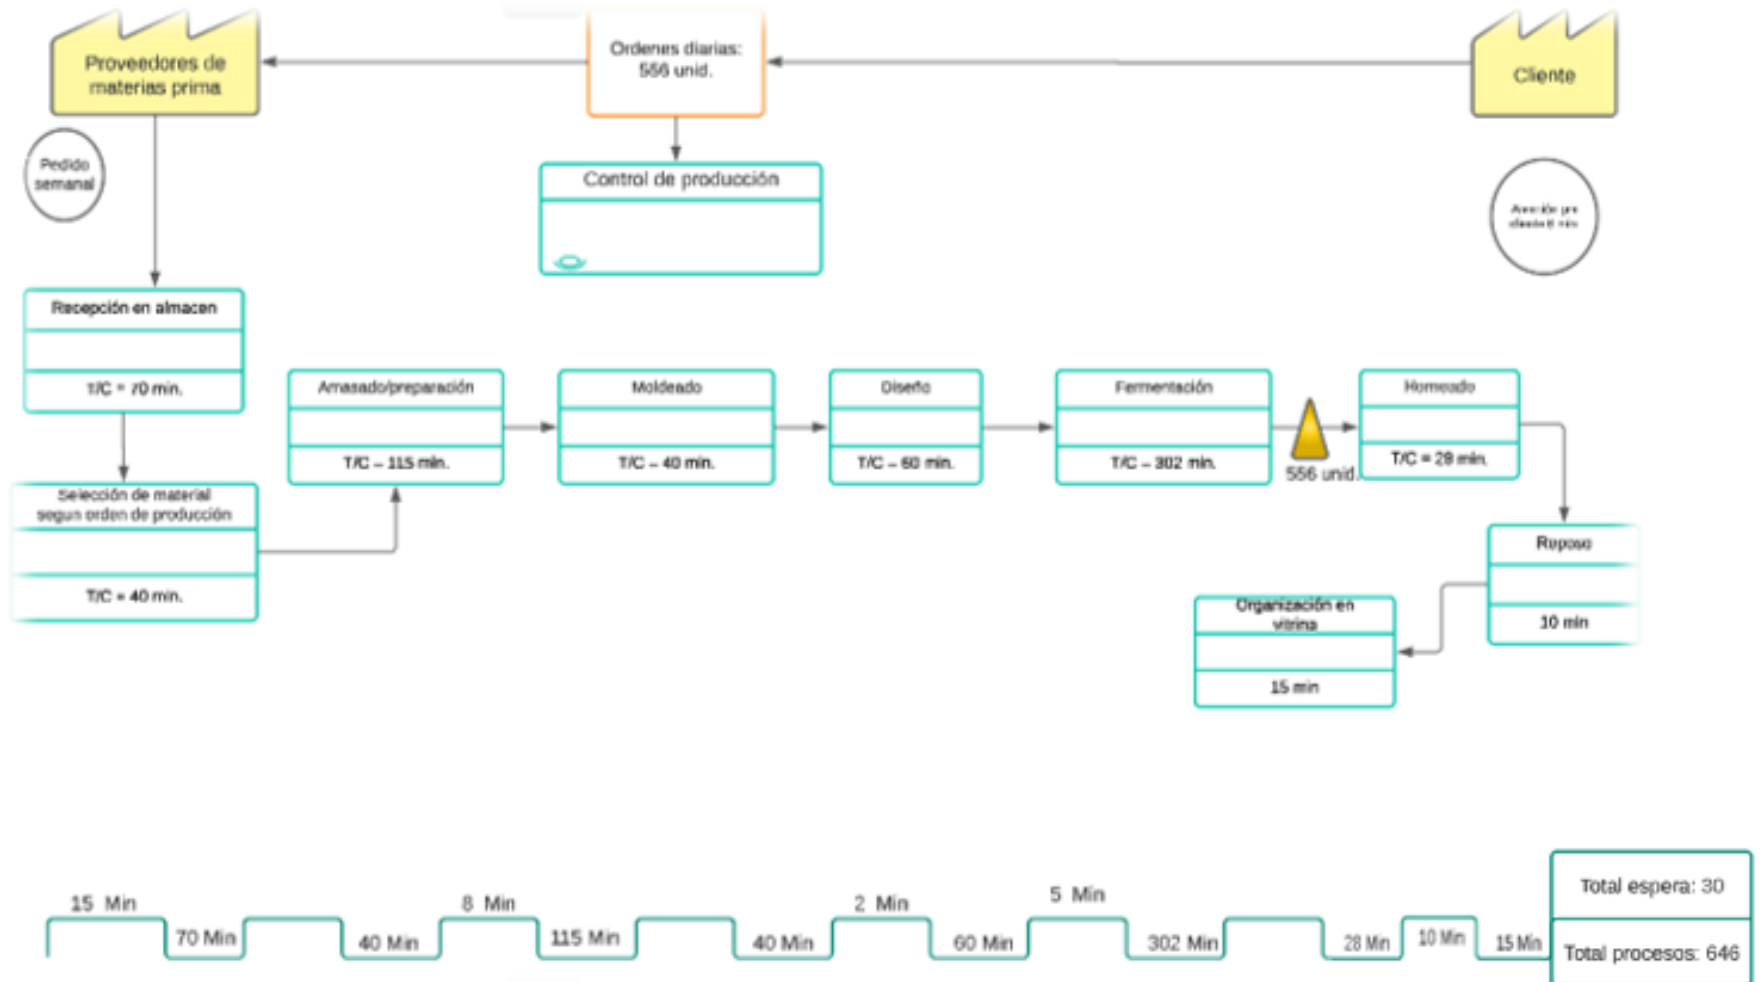 Proveedores de
materias prima
Ordenes diarias:
556 unid.
Cliente
Pedido
semanal
Control de producción
Recepción en almacen
T/C = 70 min.
Selección de material
segun orden de producción
T/C = 40 min.
Amasado/preparación
T/C – 115 min.
Moldeado
T/C – 40 min.
Diseño
T/C – 60 min.
Fermentación
T/C – 302 min.
556 unid.
Horneado
T/C = 28 min.
Reposo
10 min
Organización en
vitrina
15 min
15 Min
70 Min
40 Min
8 Min
115 Min
40 Min
2 Min
60 Min
5 Min
302 Min
28 Min
10 Min
15 Min
Total espera: 30
Total procesos: 646